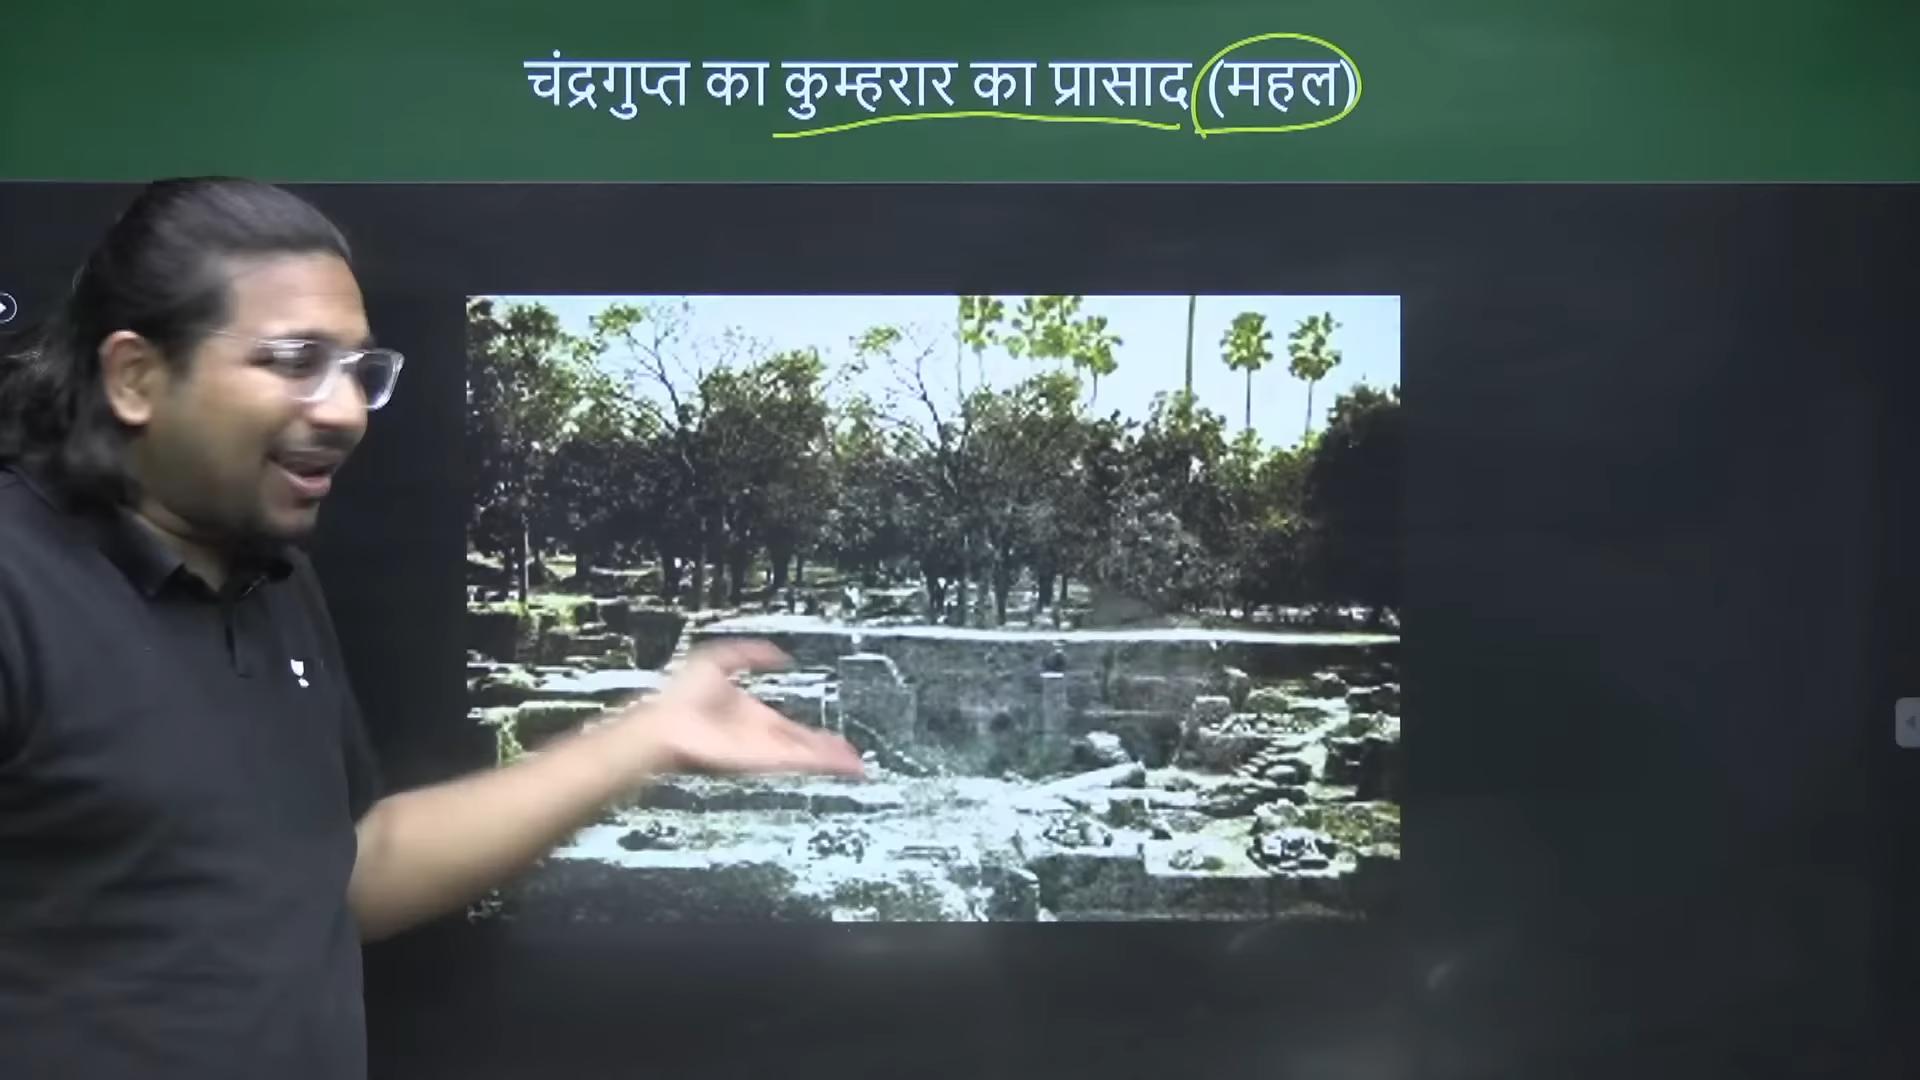 चंद्रगुप्त का कुम्हरार का प्रासाद (महल)